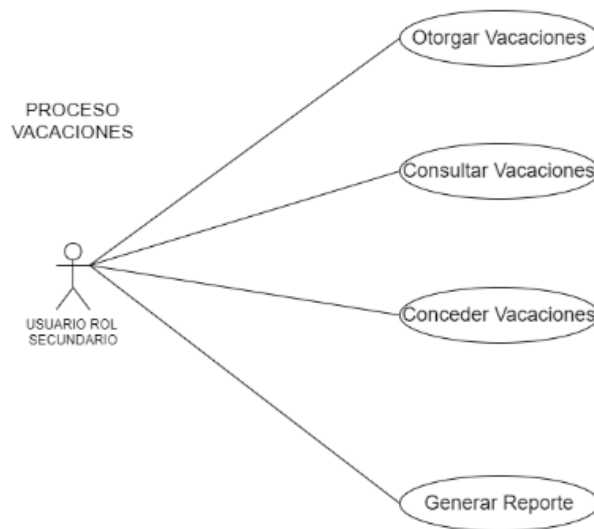 Otorgar Vacaciones
PROCESO
VACACIONES
Consultar Vacaciones
USUARIO ROL
SECUNDARIO
Conceder Vacaciones
Generar Reporte